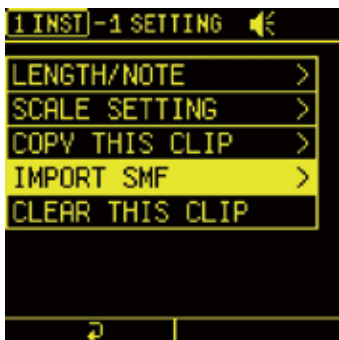 1 INST -1 SETTING
LENGTH/NOTE >
SCALE SETTING >
COPY THIS CLIP >
IMPORT SMF >
CLEAR THIS CLIP